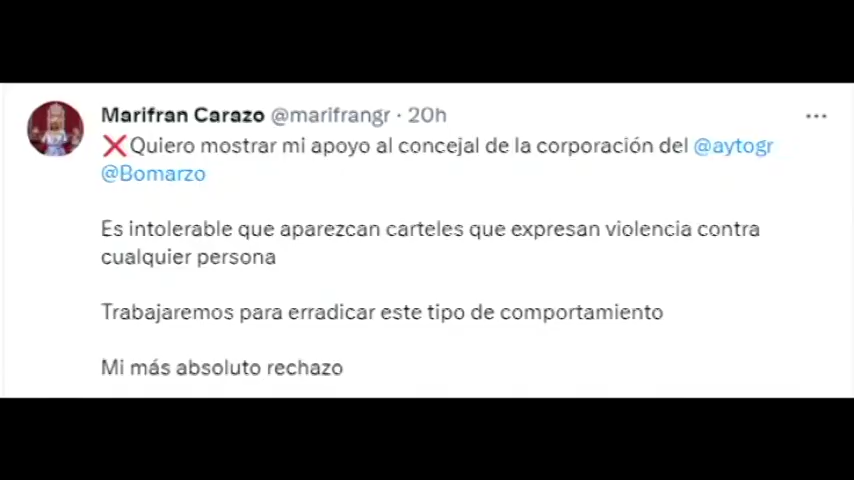 Marifran Carazo @marifrangr · 20h
❌Quiero mostrar mi apoyo al concejal de la corporación del @aytogr
@Bomarzo
Es intolerable que aparezcan carteles que expresan violencia contra
cualquier persona
Trabajaremos para erradicar este tipo de comportamiento
Mi más absoluto rechazo